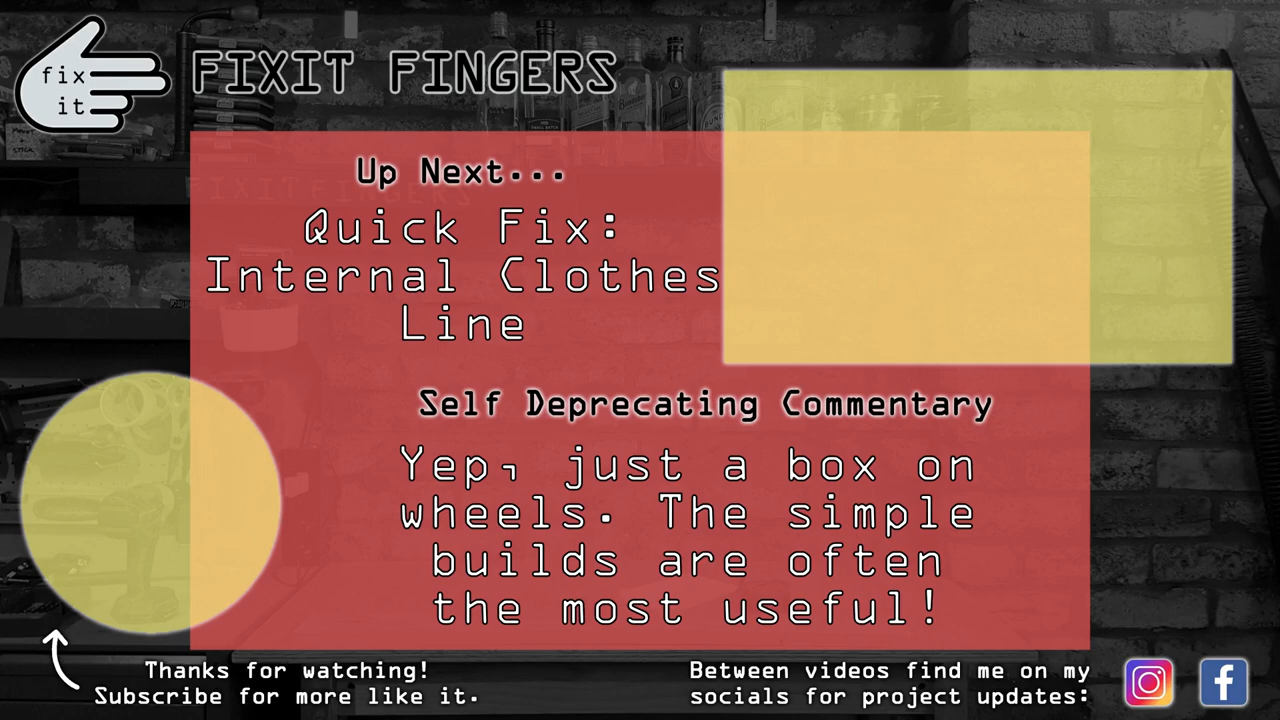 fix
it
FIXIT FINGERS
FIXIT FINGERS
Up Next...
Quick Fix:
Internal Clothes
Line
Self Deprecating Commentary
Yep, just a box on
wheels. The simple
builds are often
the most useful!
Thanks for watching!
Subscribe for more like it.
Between videos find me on my
socials for project updates: